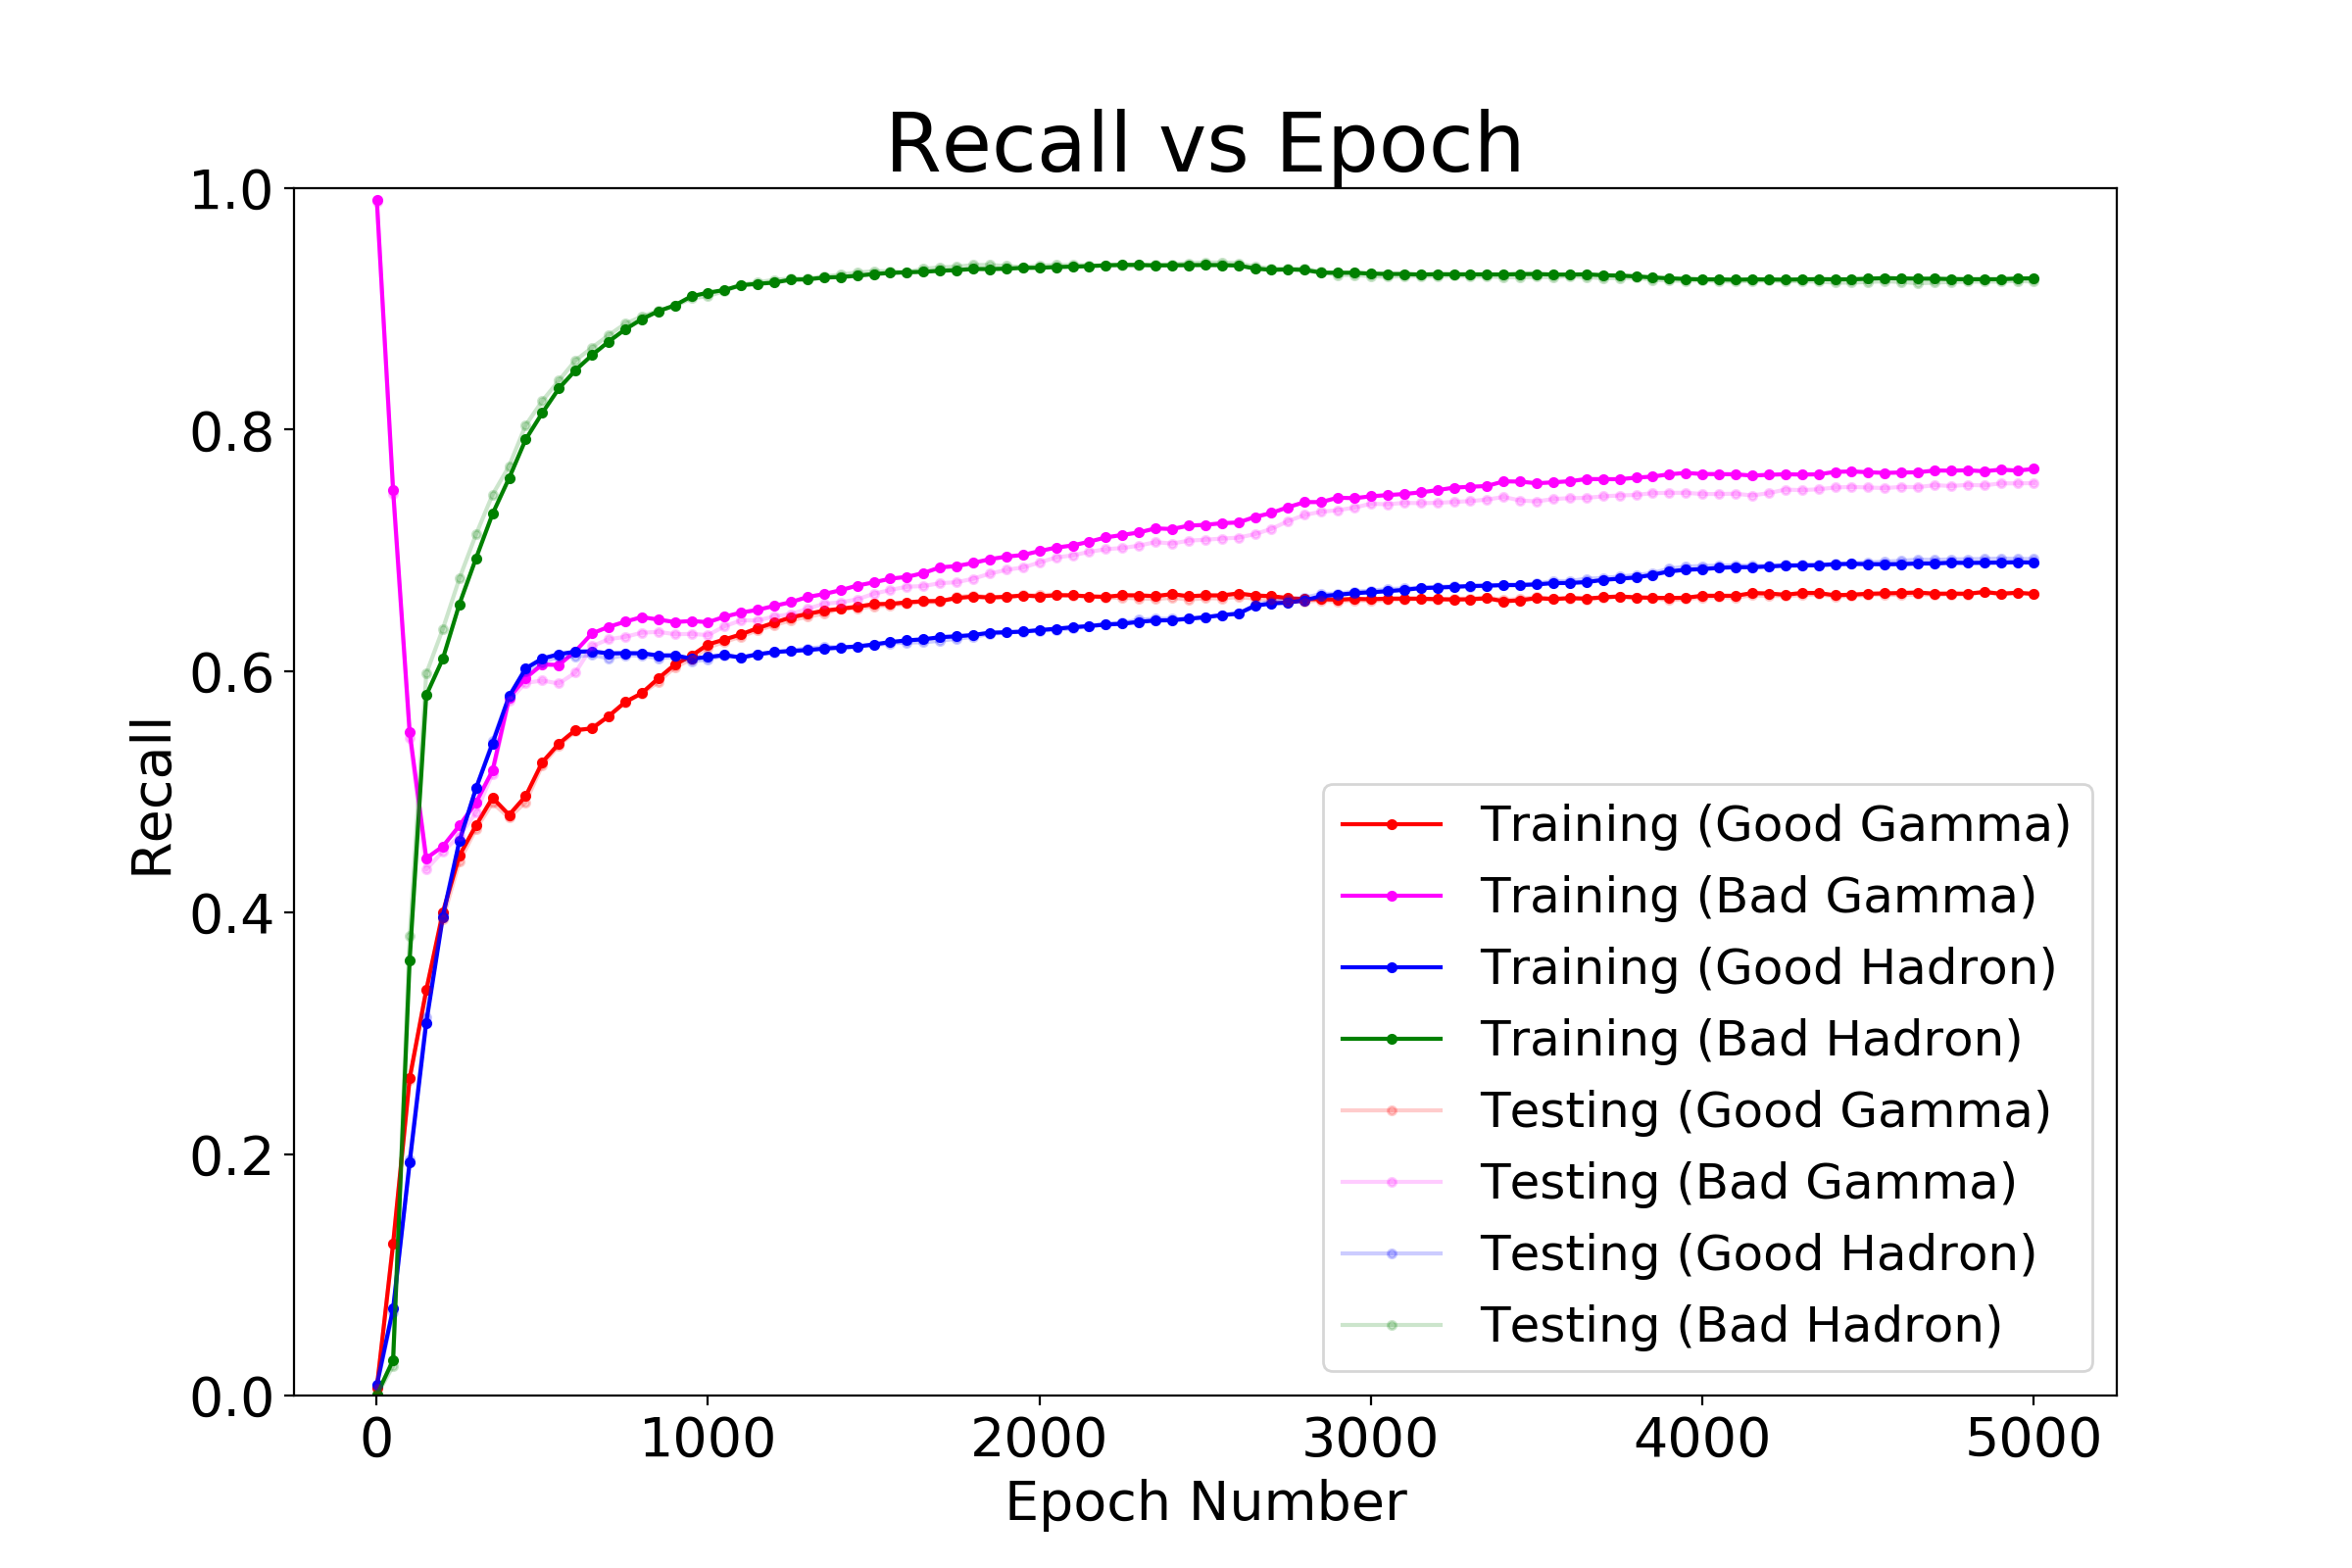 Recall vs Epoch
1.0
0.8
0.6
0.4
0.2
0.0
Recall
0 1000 2000 3000 4000 5000
Epoch Number
Training (Good Gamma)
Training (Bad Gamma)
Training (Good Hadron)
Training (Bad Hadron)
Testing (Good Gamma)
Testing (Bad Gamma)
Testing (Good Hadron)
Testing (Bad Hadron)